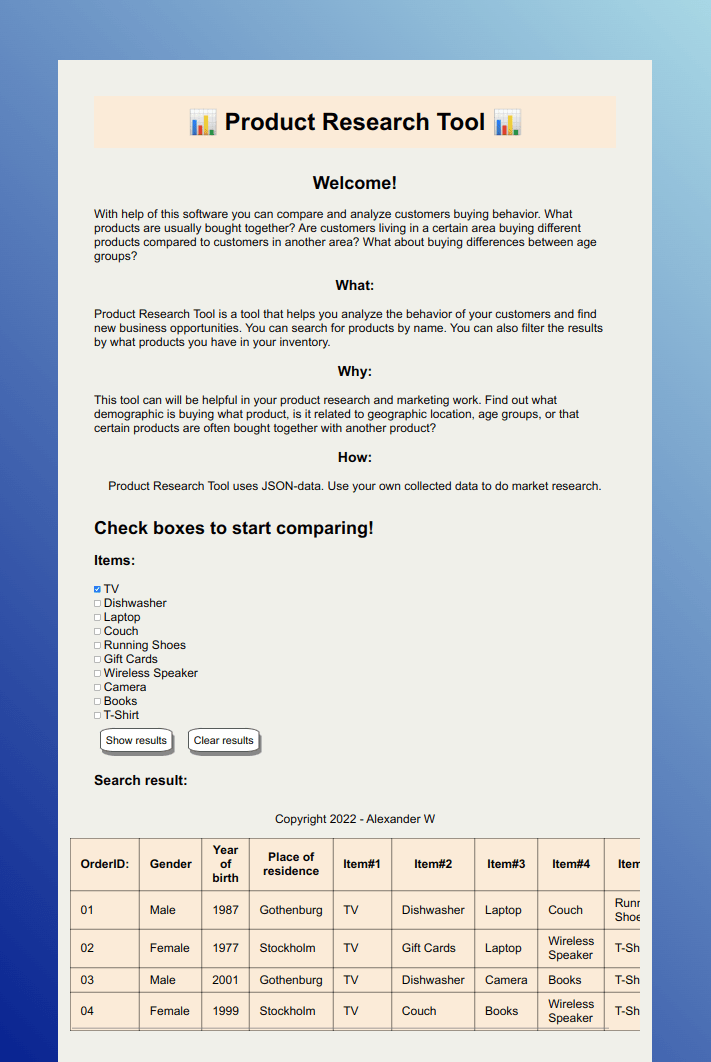 Product Research Tool
Welcome!
With help of this software you can compare and analyze customers buying behavior. What
products are usually bought together? Are customers living in a certain area buying different
products compared to customers in another area? What about buying differences between age
groups?
What:
Product Research Tool is a tool that helps you analyze the behavior of your customers and find
new business opportunities. You can search for products by name. You can also filter the results
by what products you have in your inventory.
Why:
This tool can will be helpful in your product research and marketing work. Find out what
demographic is buying what product, is it related to geographic location, age groups, or that
certain products are often bought together with another product?
How:
Product Research Tool uses JSON-data. Use your own collected data to do market research.
Check boxes to start comparing!
Items:
TV
Dishwasher
Laptop
Couch
Running Shoes
Gift Cards
Wireless Speaker
Camera
Books
T-Shirt
Show results Clear results
Search result:
Copyright 2022 - Alexander W
OrderID: Gender Year of birth Place of residence Item#1 Item#2 Item#3 Item#4 Item
01 Male 1987 Gothenburg TV Dishwasher Laptop Couch Runn Shoe
02 Female 1977 Stockholm TV Gift Cards Laptop Wireless Speaker T-Sh
03 Male 2001 Gothenburg TV Dishwasher Camera Books T-Sh
04 Female 1999 Stockholm TV Couch Books Wireless Speaker T-Sh